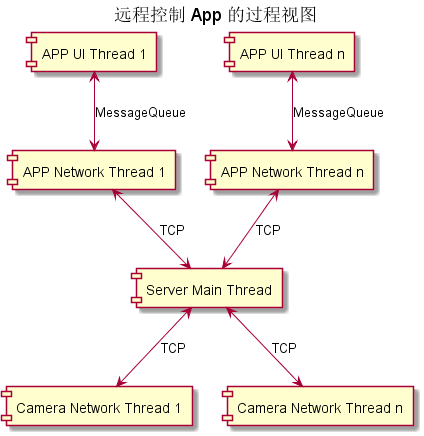 远程控制 App 的过程视图
APP UI Thread 1
APP UI Thread n
MessageQueue
MessageQueue
APP Network Thread 1
APP Network Thread n
TCP
TCP
Server Main Thread
TCP
TCP
Camera Network Thread 1
Camera Network Thread n